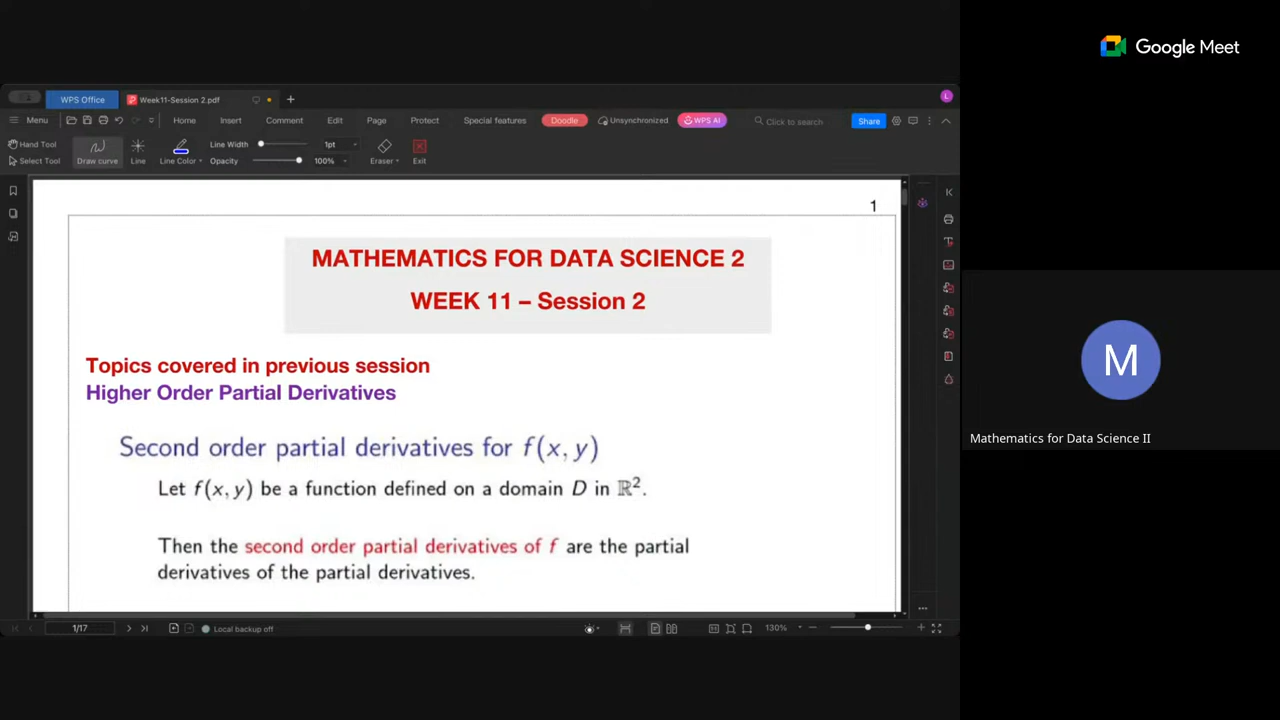 Google Meet
WPS Office
Week11-Session 2.pdf
Menu
Home
Insert
Comment
Edit
Page
Protect
Special features
Doodle
Unsynchronized
WPS AI
Click to search
Share
L
Hand Tool
Select Tool
Draw curve
Line
Line Color
Line Width
1pt
Opacity
100%
Eraser
Exit
1
MATHEMATICS FOR DATA SCIENCE 2
WEEK 11 – Session 2
Topics covered in previous session
Higher Order Partial Derivatives
Second order partial derivatives for f(x, y)
Let f(x, y) be a function defined on a domain D in ℝ².
Then the second order partial derivatives of f are the partial
derivatives of the partial derivatives.
M
Mathematics for Data Science II
1/17
Local backup off
130%